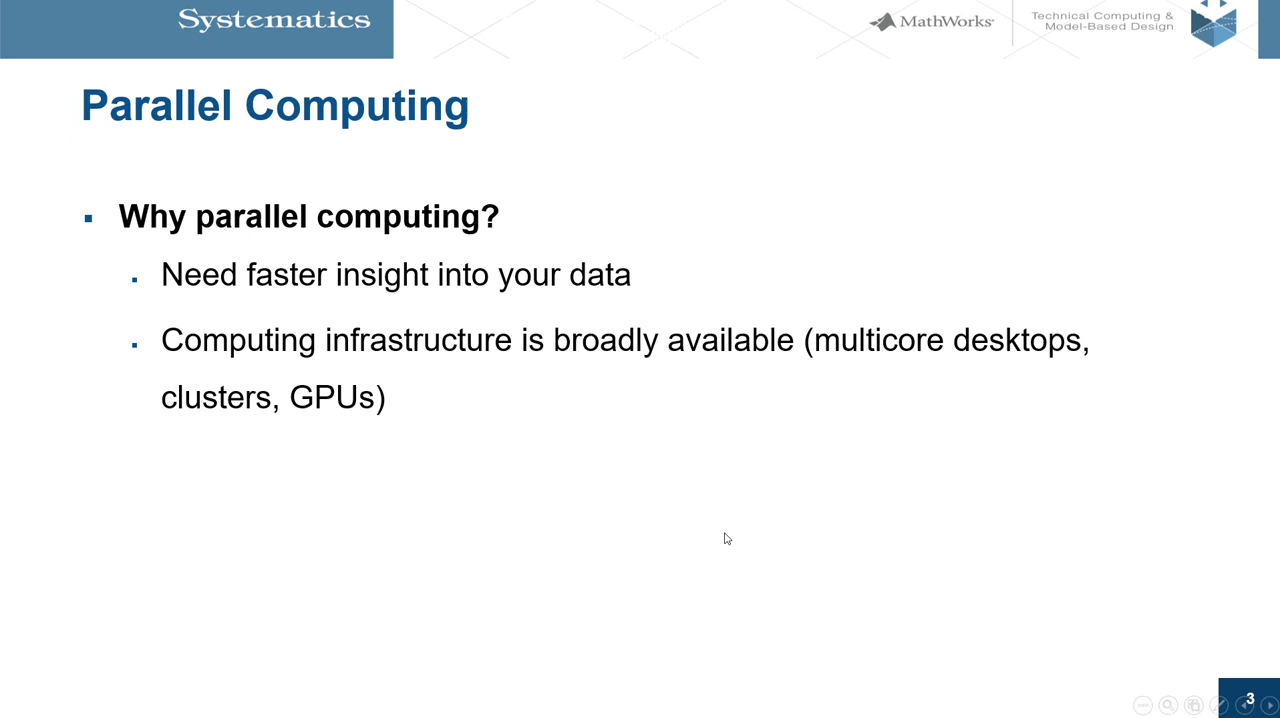 Systematics
MathWorks
Technical Computing &
Model-Based Design
Parallel Computing
Why parallel computing?
Need faster insight into your data
Computing infrastructure is broadly available (multicore desktops,
clusters, GPUs)
3